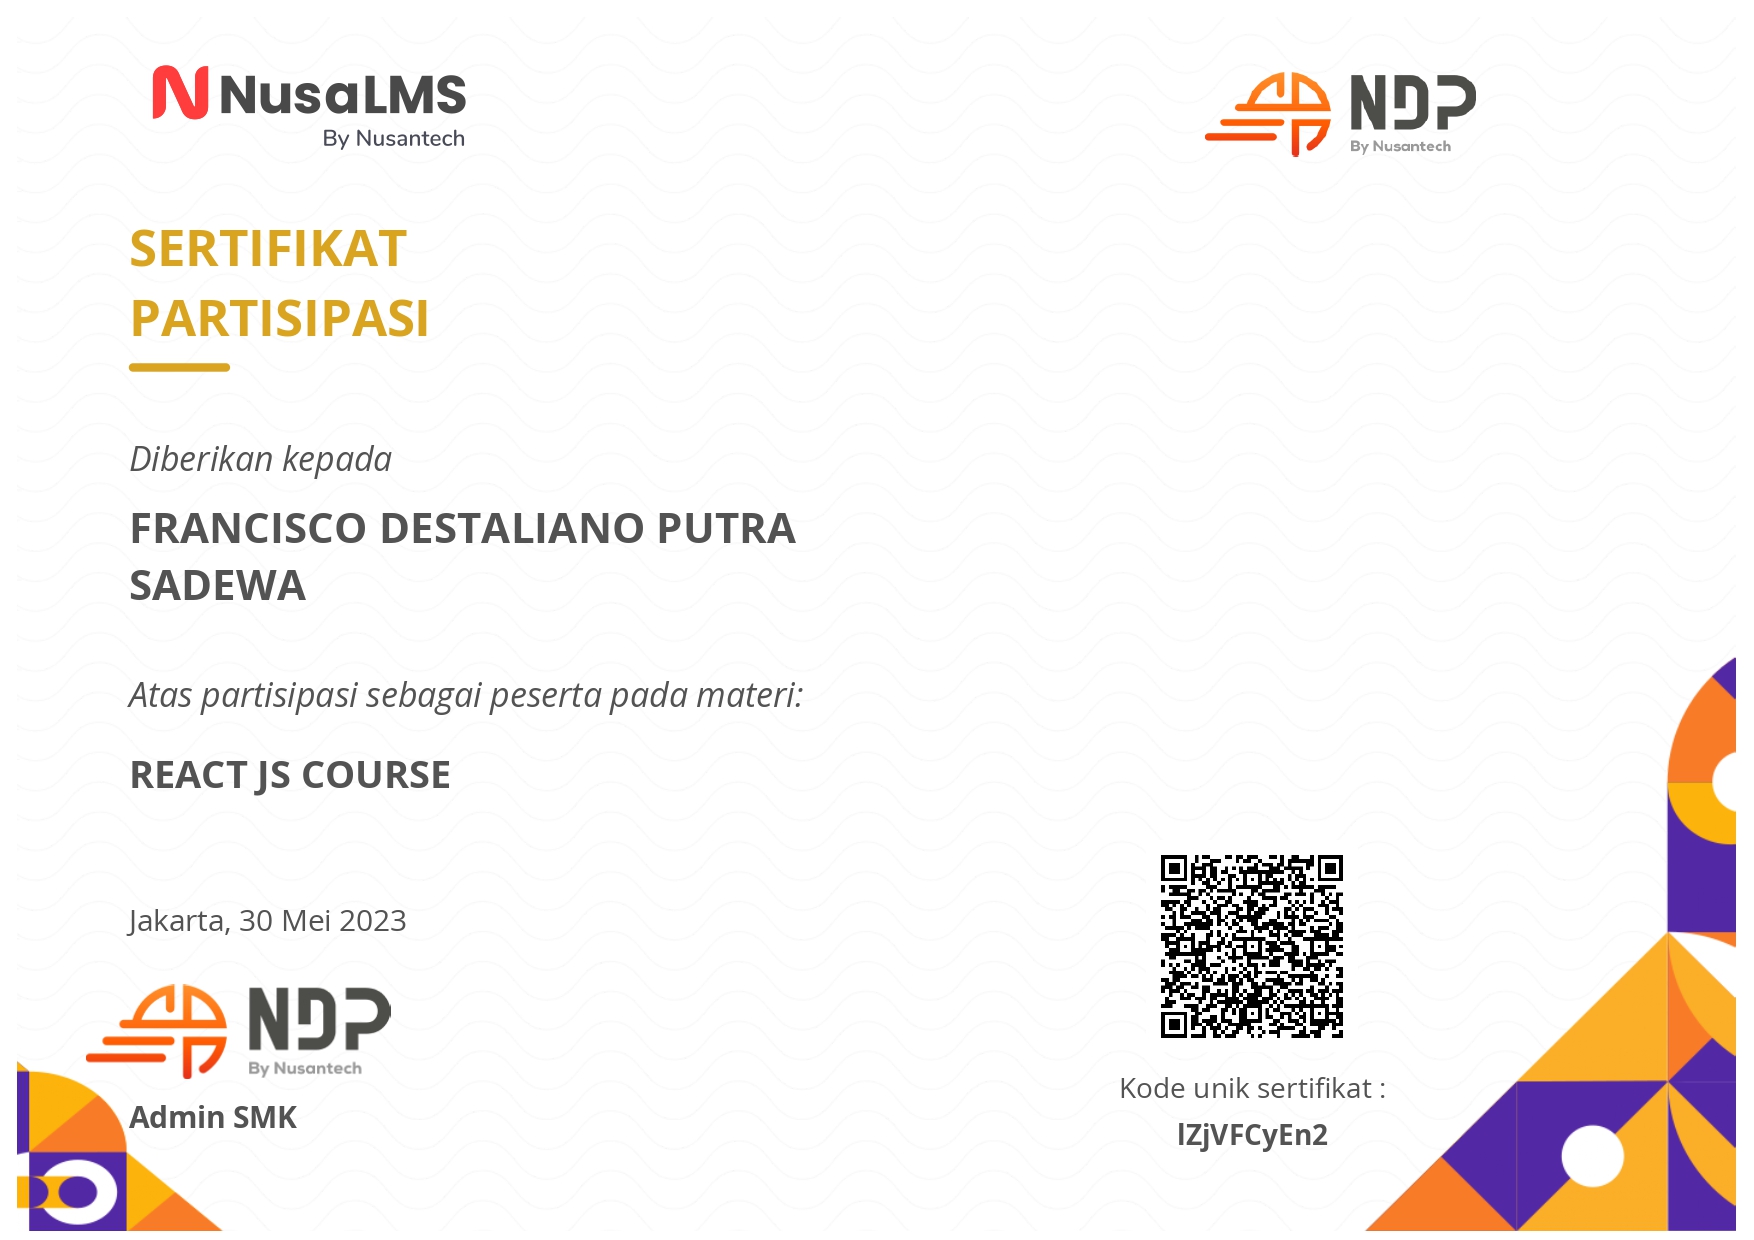 NusaLMS
By Nusantech
NDP
By Nusantech
SERTIFIKAT
PARTISIPASI
Diberikan kepada
FRANCISCO DESTALIANO PUTRA
SADEWA
Atas partisipasi sebagai peserta pada materi:
REACT JS COURSE
Jakarta, 30 Mei 2023
NDP
By Nusantech
Admin SMK
Kode unik sertifikat :
lZjVFCyEn2